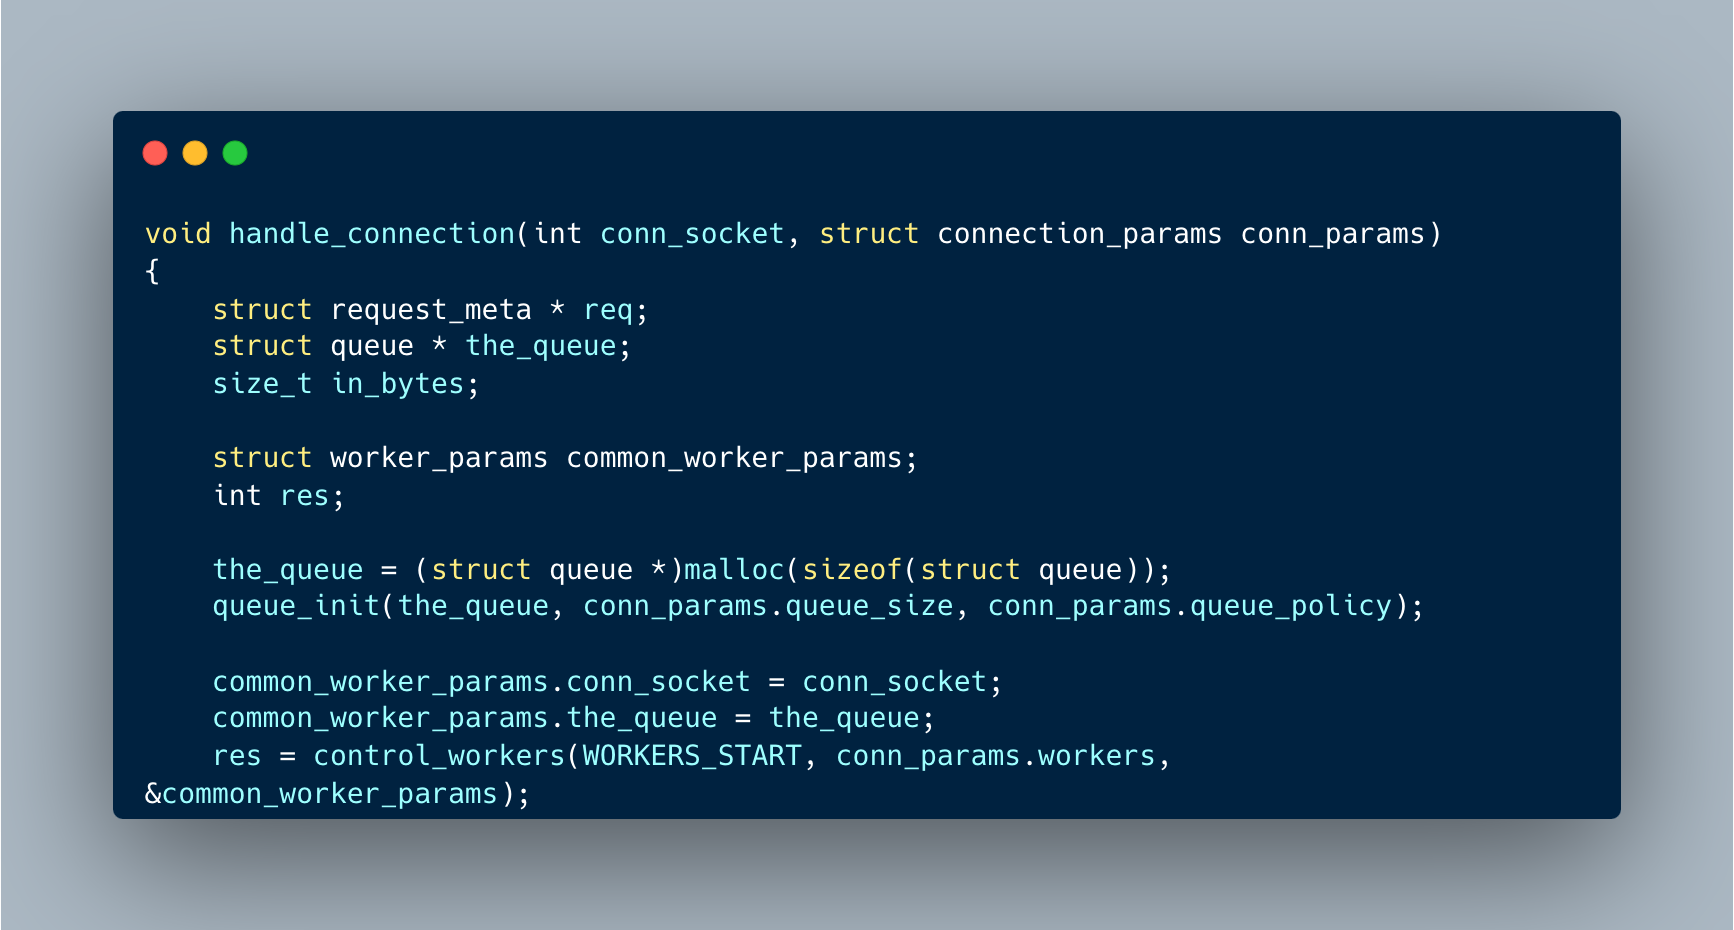 void handle_connection(int conn_socket, struct connection_params conn_params)
{
    struct request_meta * req;
    struct queue * the_queue;
    size_t in_bytes;

    struct worker_params common_worker_params;
    int res;

    the_queue = (struct queue *)malloc(sizeof(struct queue));
    queue_init(the_queue, conn_params.queue_size, conn_params.queue_policy);

    common_worker_params.conn_socket = conn_socket;
    common_worker_params.the_queue = the_queue;
    res = control_workers(WORKERS_START, conn_params.workers,
&common_worker_params);